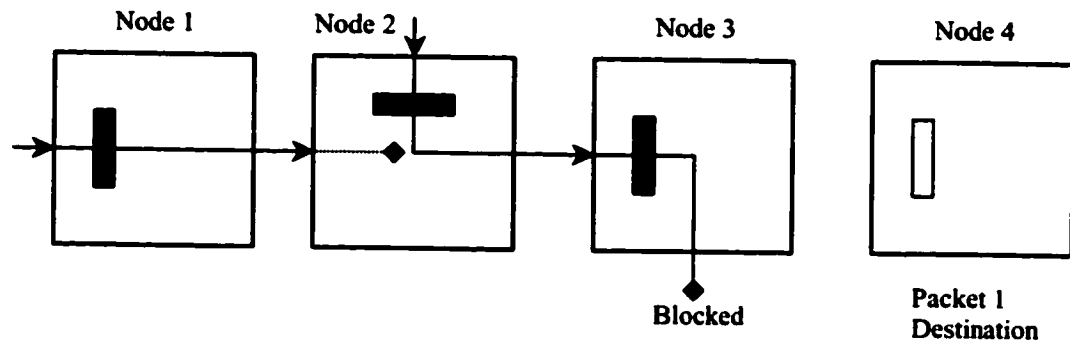 Node 1
Node 2
Node 3
Node 4
Blocked
Packet 1
Destination